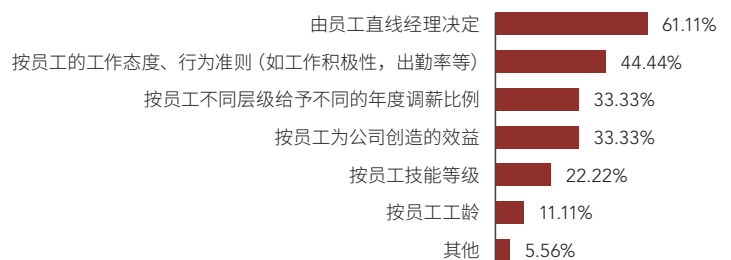 由员工直线经理决定 61.11%
按员工的工作态度、行为准则（如工作积极性，出勤率等） 44.44%
按员工不同层级给予不同的年度调薪比例 33.33%
按员工为公司创造的效益 33.33%
按员工技能等级 22.22%
按员工工龄 11.11%
其他 5.56%